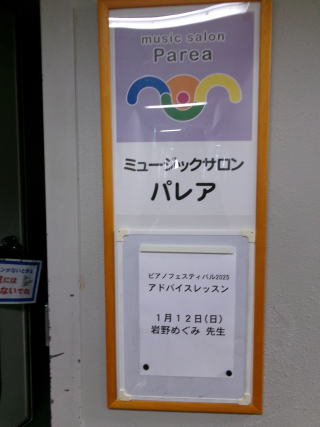 music salon
Parea
ミュージックサロン
パレア
ピアノフェスティバル2025
アドバイスレッスン
1月12日(日)
岩野めぐみ 先生